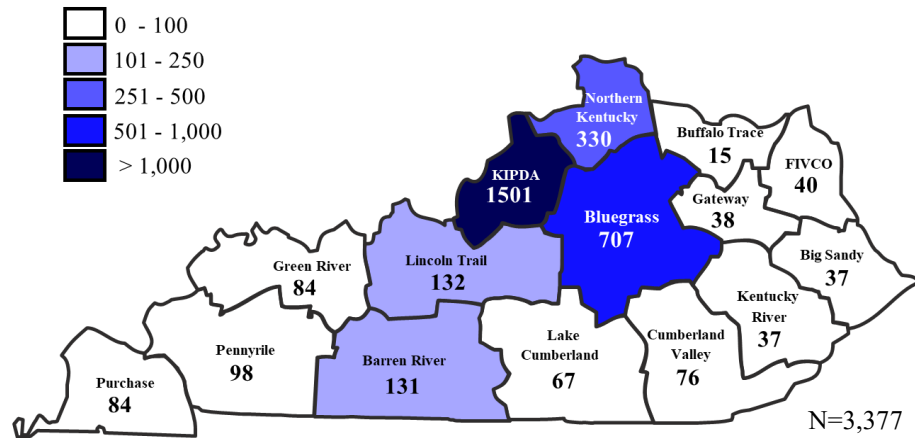 0 - 100
101 - 250
251 - 500
501 - 1,000
> 1,000
Northern
Kentucky
330
Buffalo Trace
15
FIVCO
40
KIPDA
1501
Gateway
38
Bluegrass
707
Big Sandy
37
Green River
84
Lincoln Trail
132
Kentucky
River
37
Lake
Cumberland
67
Cumberland
Valley
76
Pennyrile
98
Barren River
131
Purchase
84
N=3,377